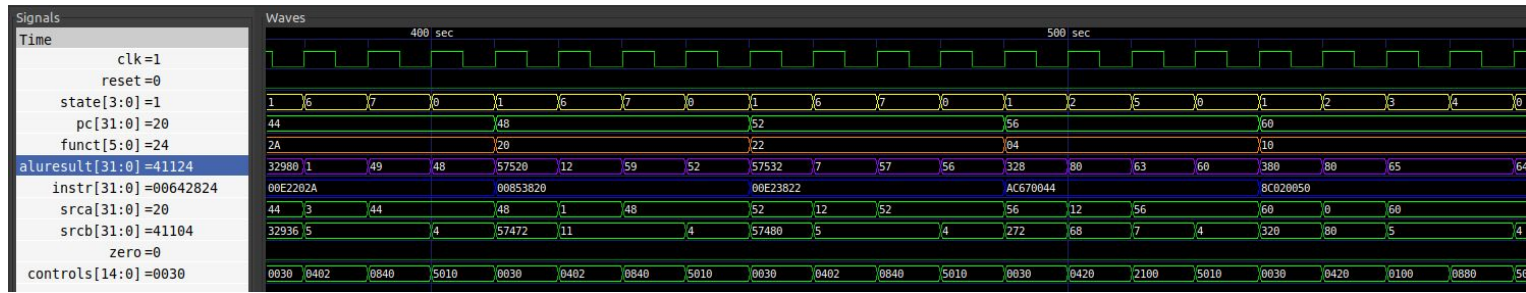 Signals Waves
Time 400 sec 500 sec
clk=1
reset=0
state[3:0]=1 1 6 7 0 1 6 7 0 1 6 7 0 1 2 5 0 1 2 3 4 0
pc[31:0]=20 44 48 52 56 60
funct[5:0]=24 2A 20 22 04 10
aluresult[31:0]=41124 32980 1 49 48 57520 12 59 52 57532 7 57 56 328 80 63 60 380 80 65 64
instr[31:0]=00642824 00E2202A 00853820 00E23822 AC670044 8C020050
srca[31:0]=20 44 3 44 48 1 48 52 12 52 56 12 56 60 0 60
srcb[31:0]=41104 32936 5 4 57472 11 4 57480 5 4 272 68 7 4 320 80 5 4
zero=0
controls[14:0]=0030 0030 0402 0840 5010 0030 0402 0840 5010 0030 0402 0840 5010 0030 0420 2100 5010 0030 0420 0100 0880 50